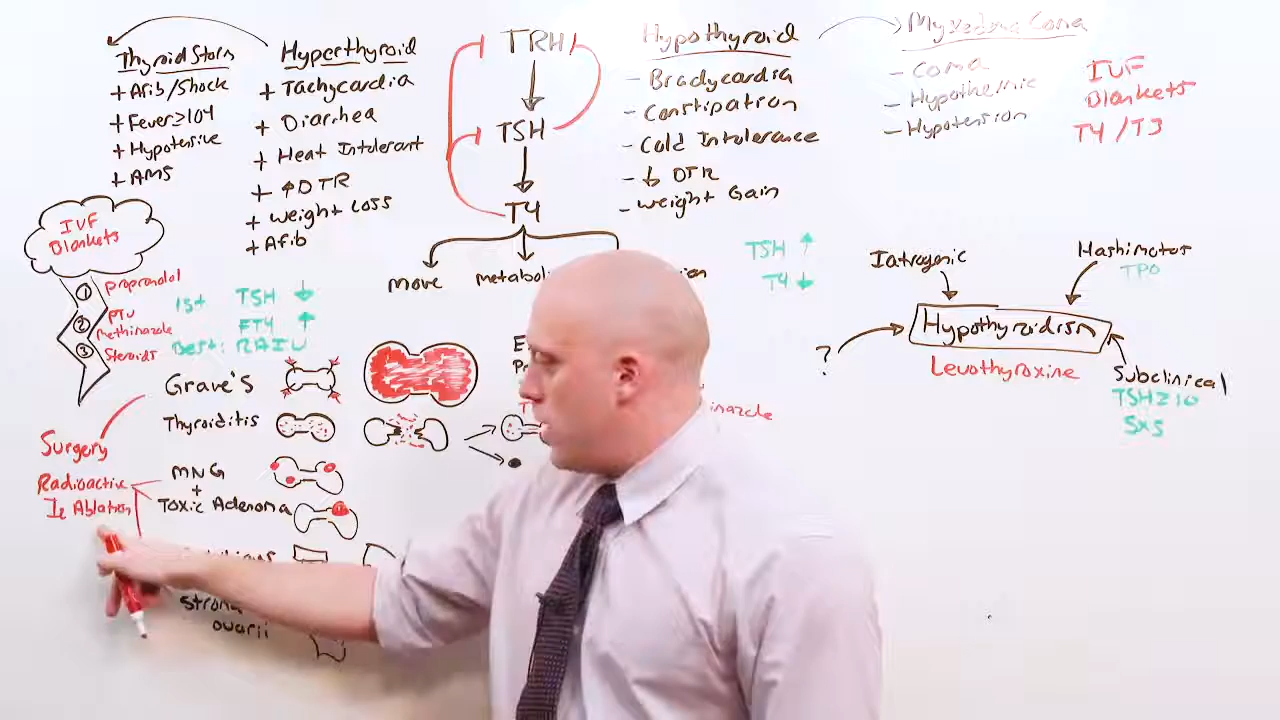 Thyroid Storm
+ Afib/Shock
+ Fever≥104
+ Hypotensive
+ AMS
IVF
Blankets
① propranolol
② PTU
Methimazole
③ Steroids
Hyperthyroid
+ Tachycardia
+ Diarrhea
+ Heat Intolerant
+ ↑DTR
+ Weight Loss
+ Afib
1st TSH ↓
FT4 ↑
Best: RAIU
Grave's
Thyroiditis
MNG
+
Toxic Adenoma
ovarii
Surgery
Radioactive
I2 Ablation
TRH
TSH
T4
move
Hypothyroid
- Bradycardia
- Constipation
- Cold Intolerance
- ↓ DTR
- Weight Gain
TSH ↑
T4 ↓
Myxedema Coma
- Coma
- Hypothermic
- Hypotension
IVF
Blankets
T4/T3
Iatrogenic
Hashimotos
TPO
Hypothyroidism
?
Levothyroxine
Subclinical
TSH≥10
Sxs